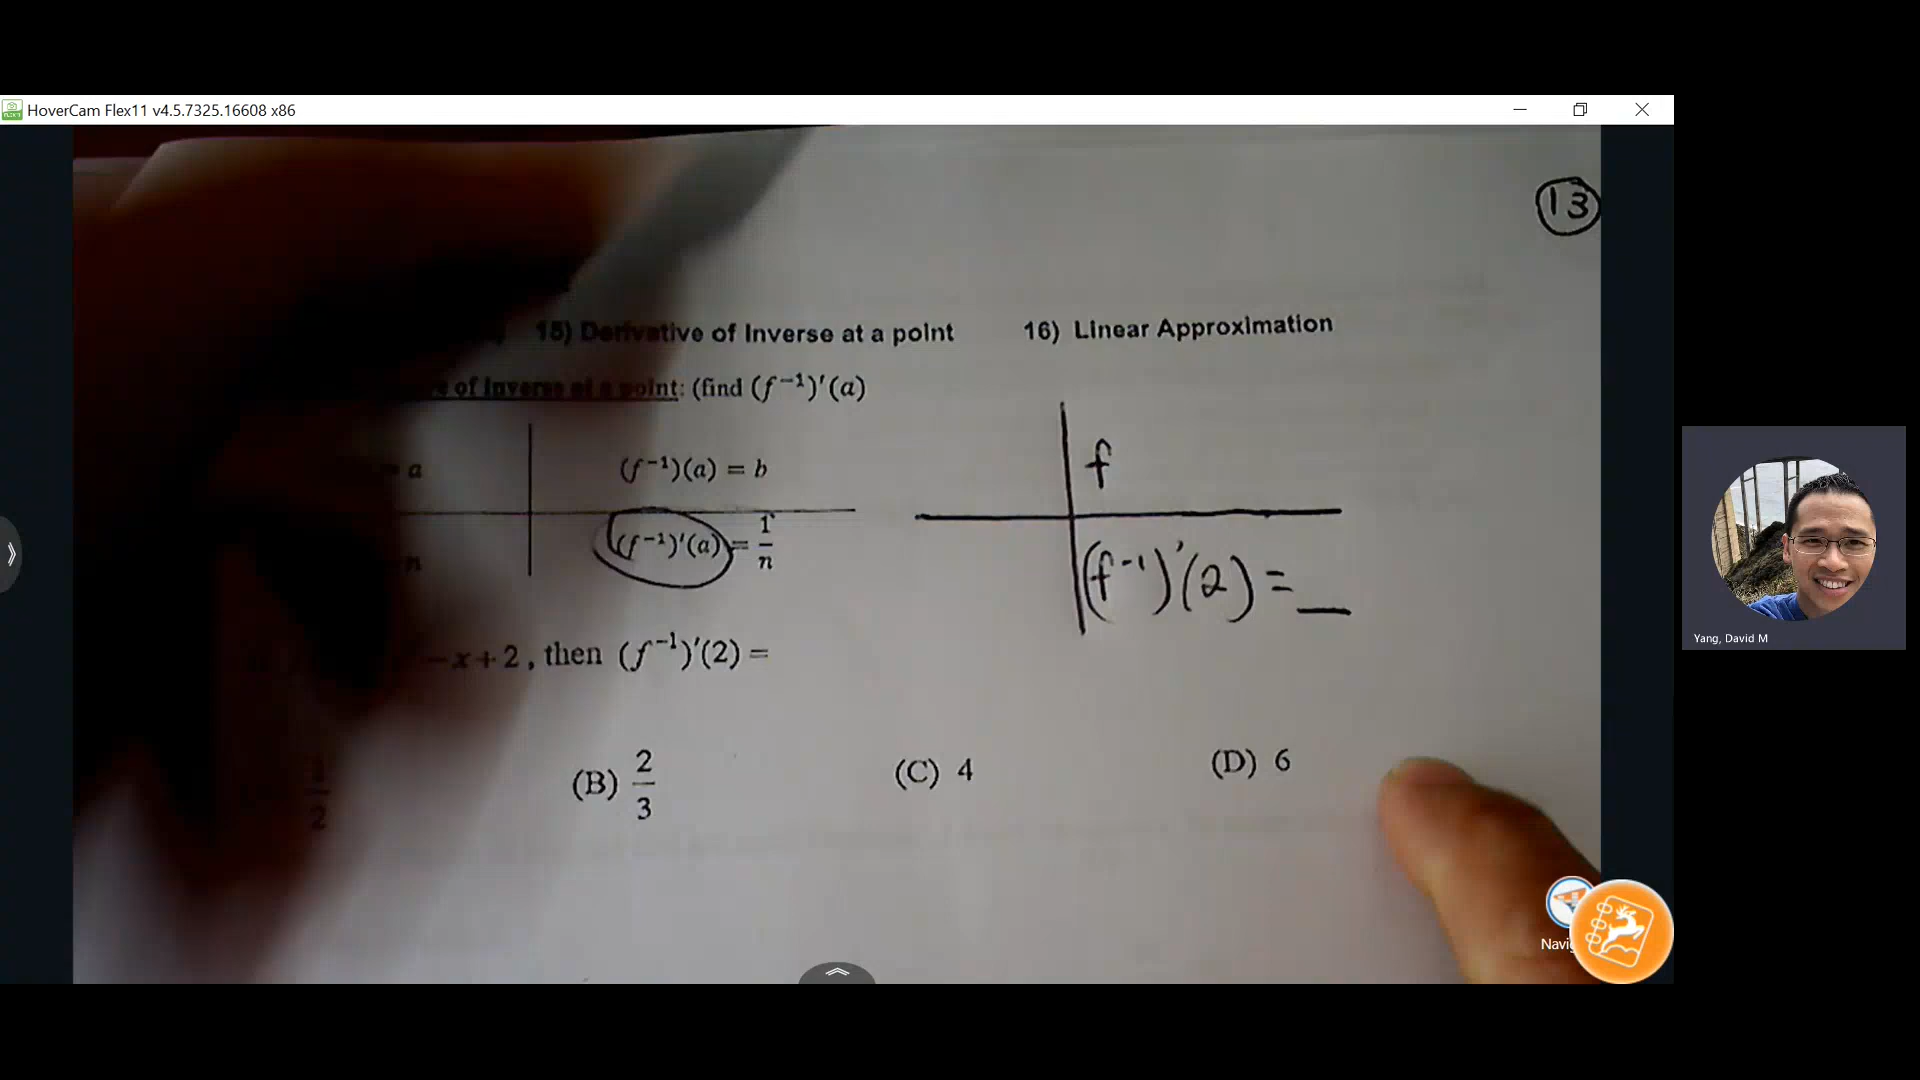 HoverCam Flex11 v4.5.7325.16608 x86
13
15) Derivative of Inverse at a point 16) Linear Approximation
of Inverse at a point: (find (f⁻¹)′(a)
= a (f⁻¹)(a) = b
f
n (f⁻¹)′(a) = 1/n
(f⁻¹)′(2) = __
−x + 2, then (f⁻¹)′(2) =
2 (B) 2/3 (C) 4 (D) 6
Yang, David M